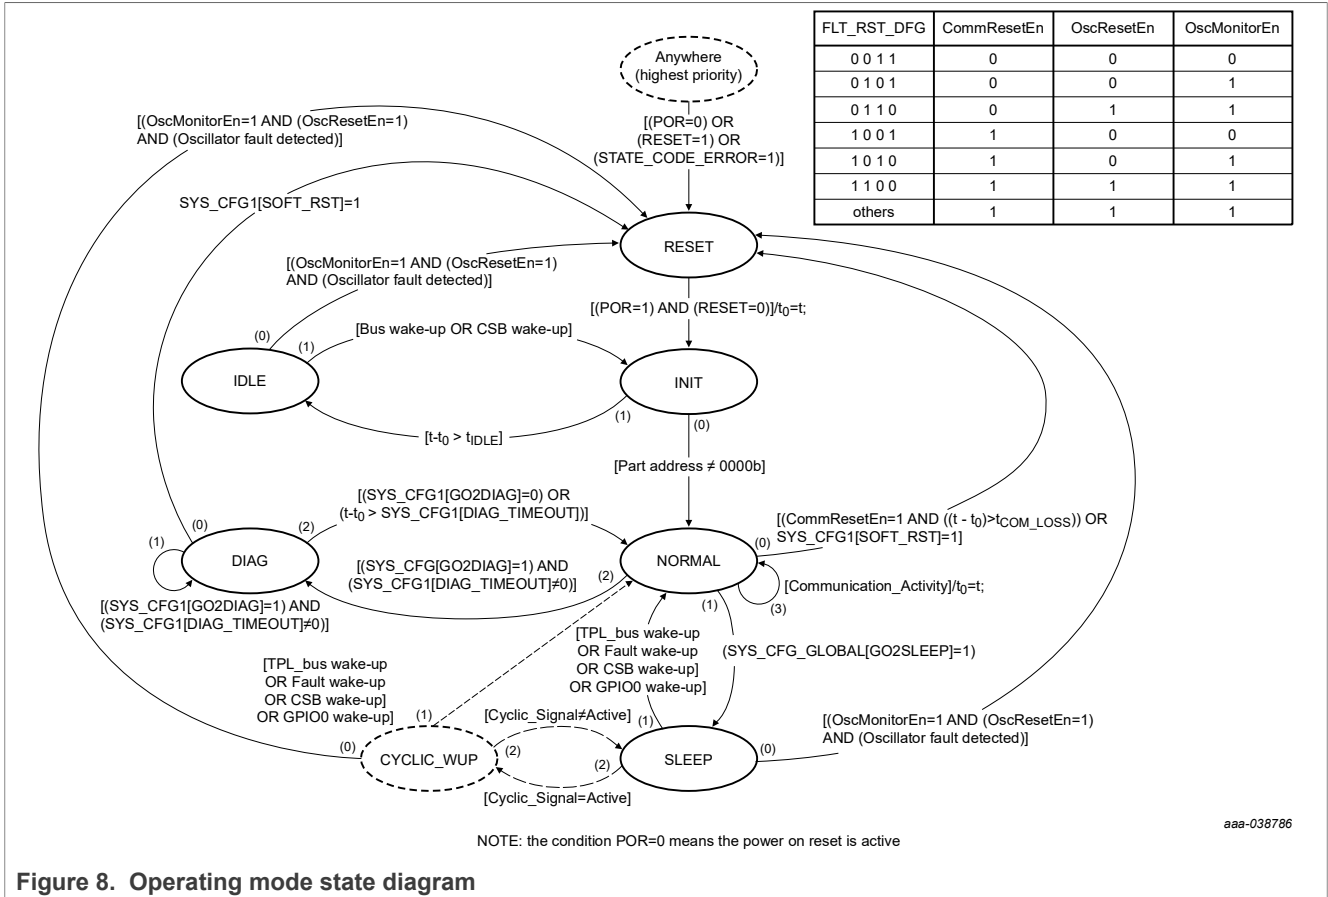 FLT_RST_DFG CommResetEn OscResetEn OscMonitorEn
0 0 1 1 0 0 0
0 1 0 1 0 0 1
0 1 1 0 0 1 1
1 0 0 1 1 0 0
1 0 1 0 1 0 1
1 1 0 0 1 1 1
others 1 1 1
Anywhere
(highest priority)
[(POR=0) OR
(RESET=1) OR
(STATE_CODE_ERROR=1)]
[(OscMonitorEn=1 AND (OscResetEn=1)
AND (Oscillator fault detected)]
SYS_CFG1[SOFT_RST]=1
RESET
[(OscMonitorEn=1 AND (OscResetEn=1)
AND (Oscillator fault detected)]
[(POR=1) AND (RESET=0)]/t0=t;
(0)
(1)
[Bus wake-up OR CSB wake-up]
IDLE
INIT
(1)
(0)
[t-t0 > tIDLE]
[Part address ≠ 0000b]
[(SYS_CFG1[GO2DIAG]=0) OR
(t-t0 > SYS_CFG1[DIAG_TIMEOUT])]
[(CommResetEn=1 AND ((t - t0)>tCOM_LOSS)) OR
SYS_CFG1[SOFT_RST]=1]
(0)
(2)
(1)
DIAG
NORMAL
(0)
[(SYS_CFG[GO2DIAG]=1) AND
(SYS_CFG1[DIAG_TIMEOUT]≠0)]
(2)
[Communication_Activity]/t0=t;
(1)
(3)
[(SYS_CFG1[GO2DIAG]=1) AND
(SYS_CFG1[DIAG_TIMEOUT]≠0)]
[TPL_bus wake-up
OR Fault wake-up
OR CSB wake-up]
OR GPIO0 wake-up]
(SYS_CFG_GLOBAL[GO2SLEEP]=1)
[TPL_bus wake-up
OR Fault wake-up
OR CSB wake-up]
OR GPIO0 wake-up]
(1)
[Cyclic_Signal≠Active]
(1)
[(OscMonitorEn=1 AND (OscResetEn=1)
AND (Oscillator fault detected)]
(0)
CYCLIC_WUP
(2)
(2)
SLEEP
(0)
[Cyclic_Signal=Active]
aaa-038786
NOTE: the condition POR=0 means the power on reset is active
Figure 8. Operating mode state diagram